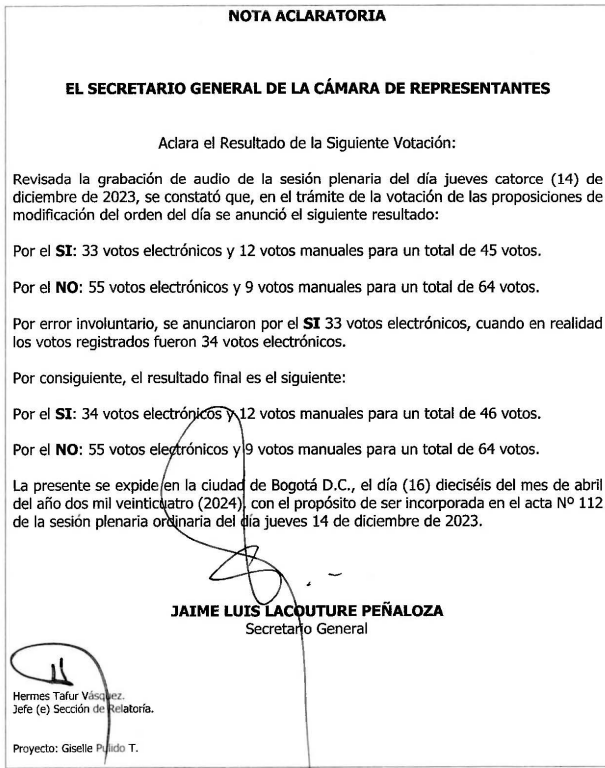 NOTA ACLARATORIA
EL SECRETARIO GENERAL DE LA CÁMARA DE REPRESENTANTES
Aclara el Resultado de la Siguiente Votación:
Revisada la grabación de audio de la sesión plenaria del día jueves catorce (14) de
diciembre de 2023, se constató que, en el trámite de la votación de las proposiciones de
modificación del orden del día se anunció el siguiente resultado:
Por el SI: 33 votos electrónicos y 12 votos manuales para un total de 45 votos.
Por el NO: 55 votos electrónicos y 9 votos manuales para un total de 64 votos.
Por error involuntario, se anunciaron por el SI 33 votos electrónicos, cuando en realidad
los votos registrados fueron 34 votos electrónicos.
Por consiguiente, el resultado final es el siguiente:
Por el SI: 34 votos electrónicos y 12 votos manuales para un total de 46 votos.
Por el NO: 55 votos electrónicos y 9 votos manuales para un total de 64 votos.
La presente se expide en la ciudad de Bogotá D.C., el día (16) dieciséis del mes de abril
del año dos mil veinticuatro (2024), con el propósito de ser incorporada en el acta Nº 112
de la sesión plenaria ordinaria del día jueves 14 de diciembre de 2023.
JAIME LUIS LACOUTURE PEÑALOZA
Secretario General
Hermes Tafur Vásquez.
Jefe (e) Sección de Relatoría.
Proyecto: Giselle Pulido T.